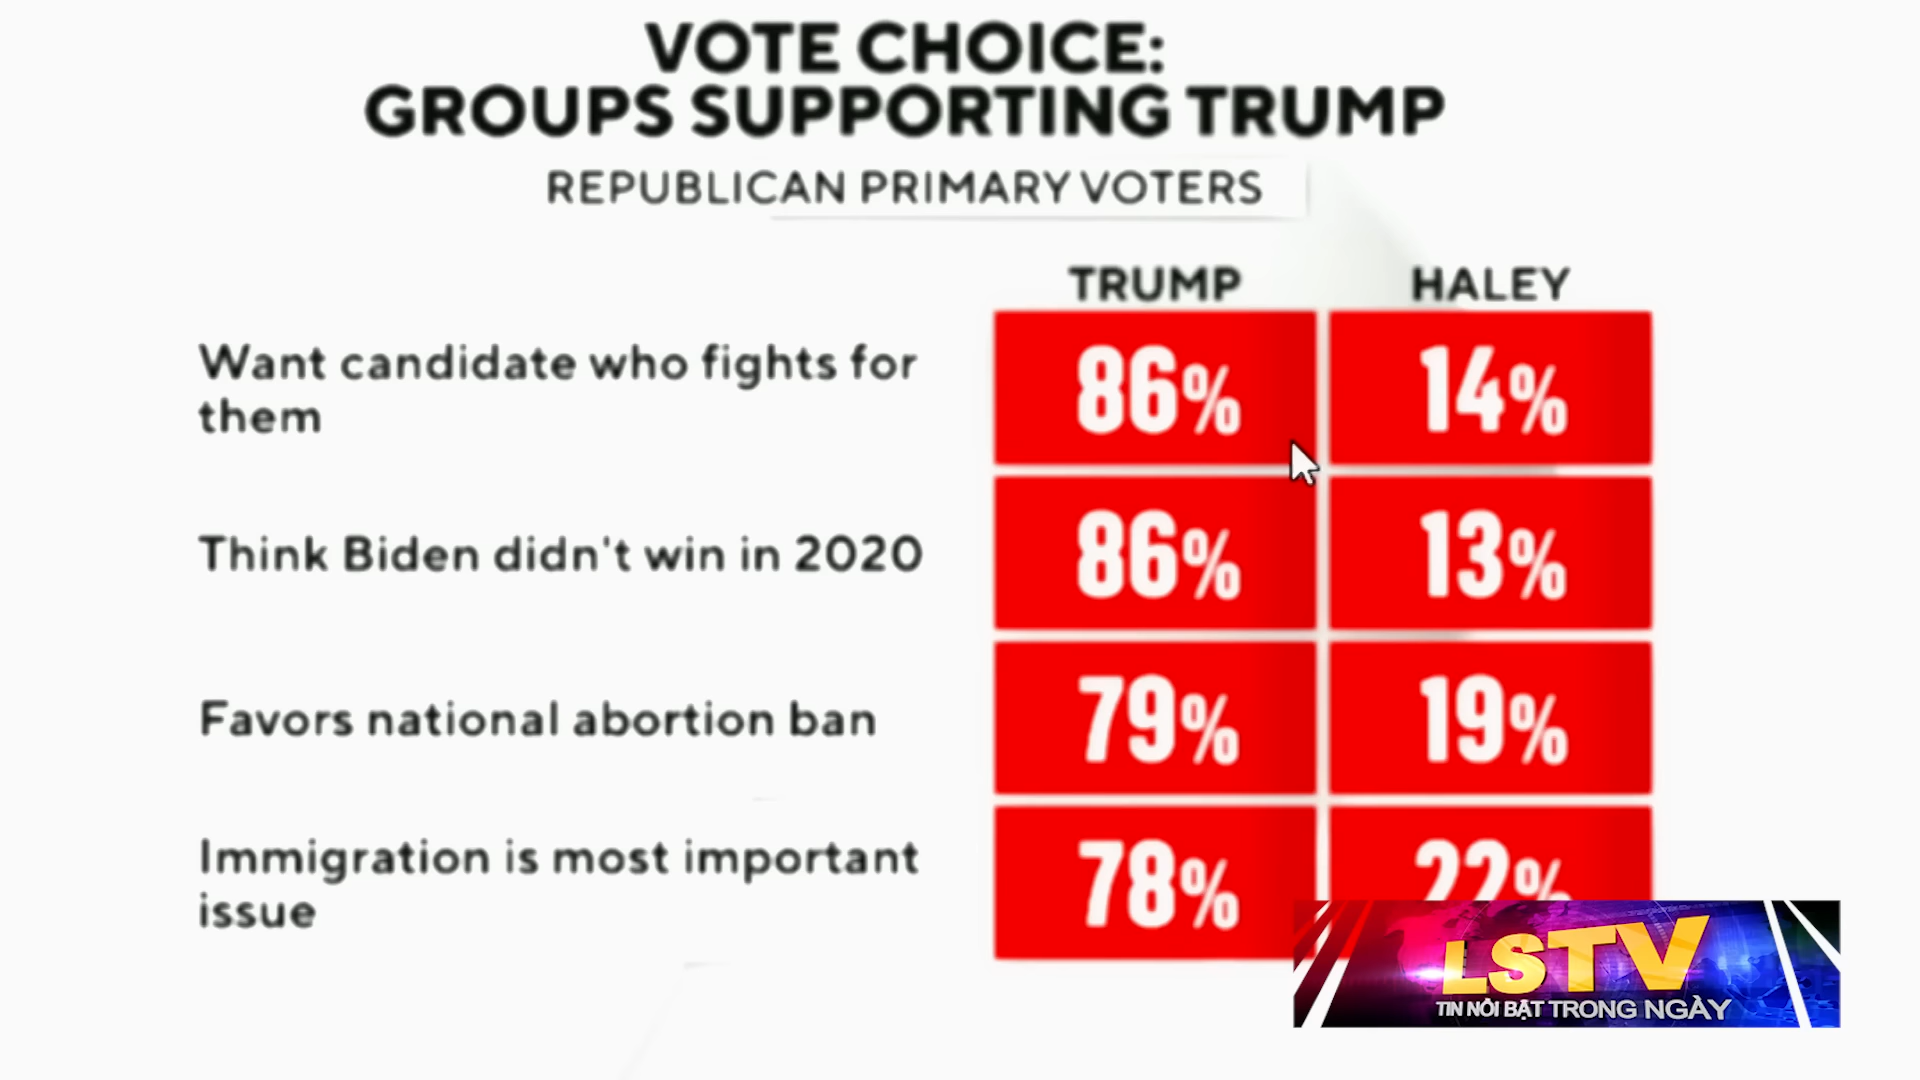 VOTE CHOICE:
GROUPS SUPPORTING TRUMP
REPUBLICAN PRIMARY VOTERS
TRUMP HALEY
Want candidate who fights for
them
86% 14%
Think Biden didn't win in 2020 86% 13%
Favors national abortion ban 79% 19%
Immigration is most important
issue
78% 22%
LSTV
TIN NỔI BẬT TRONG NGÀY